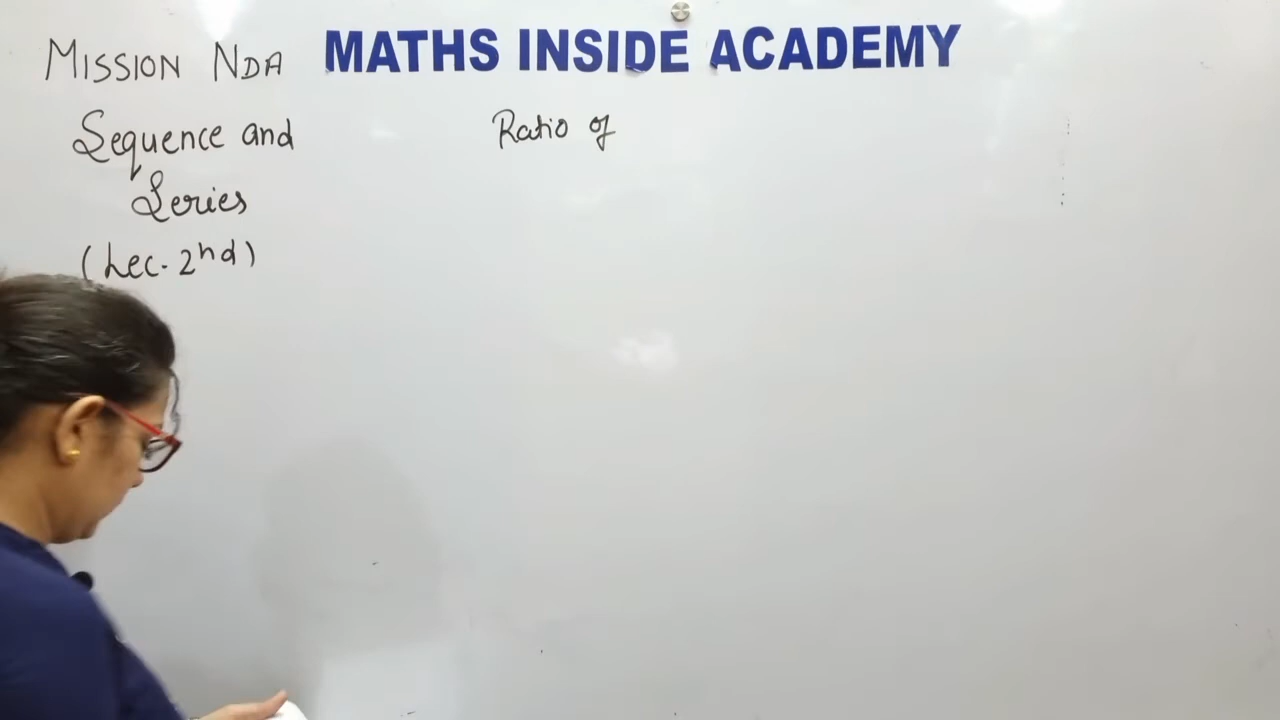 MISSION NDA MATHS INSIDE ACADEMY
Sequence and
Series
(Lec. 2nd)
Ratio of